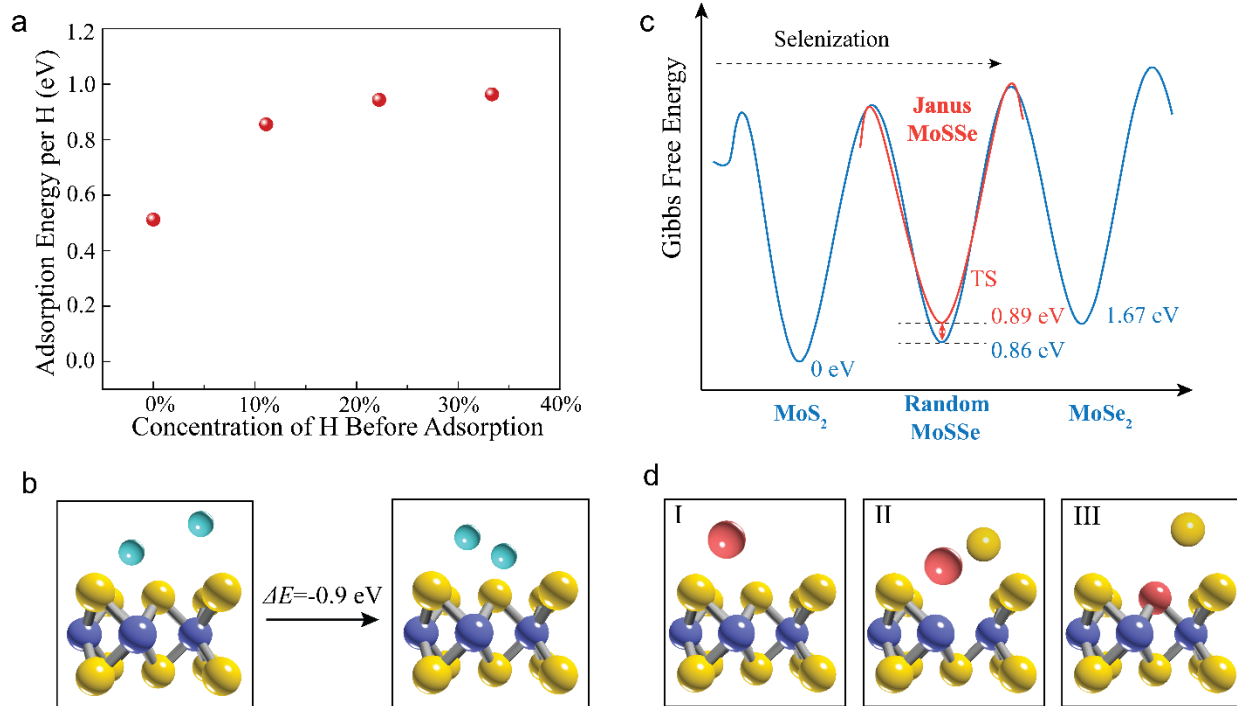 a
Adsorption Energy per H (eV)
1.2
1.0
0.8
0.6
0.4
0.2
0.0
0% 10% 20% 30% 40%
Concentration of H Before Adsorption
c
Selenization
Gibbs Free Energy
Janus
MoSSe
TS
0.89 eV
0.86 eV
1.67 eV
0 eV
MoS₂
Random
MoSSe
MoSe₂
b
ΔE=-0.9 eV
d
I
II
III